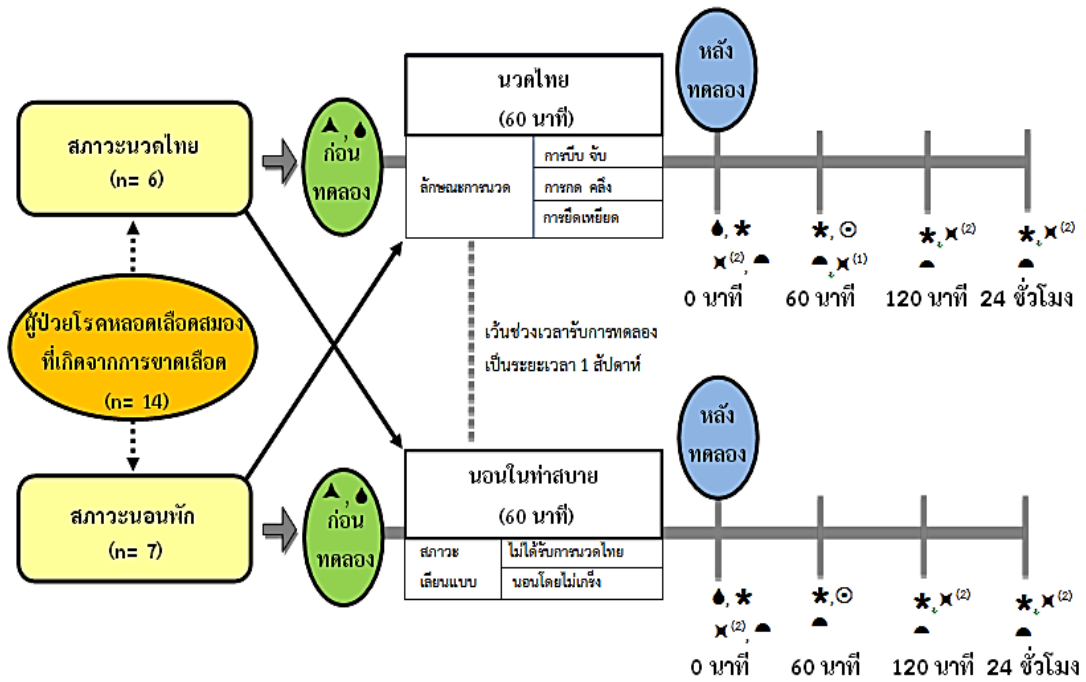 หลัง
ทดลอง
นวดไทย
(60 นาที)
สภาวะนวดไทย
(n= 6)
ก่อน
ทดลอง
ลักษณะการนวด
การบีบ จับ
การกด คลึง
การยืดเหยียด
(2)
(1)
(2)
(2)
0 นาที
60 นาที
120 นาที
24 ชั่วโมง
ผู้ป่วยโรคหลอดเลือดสมอง
ที่เกิดจากการขาดเลือด
(n= 14)
เว้นช่วงเวลารับการทดลอง
เป็นระยะเวลา 1 สัปดาห์
หลัง
ทดลอง
สภาวะนอนพัก
(n= 7)
ก่อน
ทดลอง
นอนในท่าสบาย
(60 นาที)
สภาวะ
เลียนแบบ
ไม่ได้รับการนวดไทย
นอนโดยไม่เกร็ง
(2)
(2)
(2)
0 นาที
60 นาที
120 นาที
24 ชั่วโมง